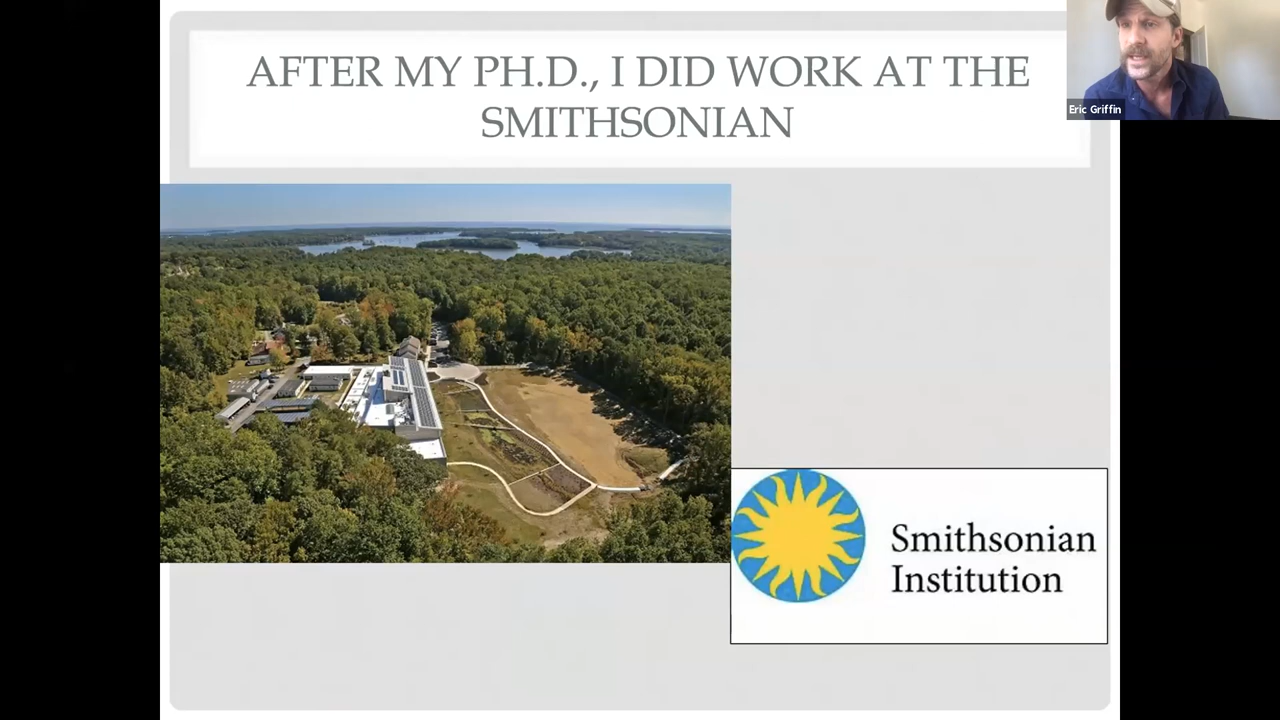 AFTER MY PH.D., I DID WORK AT THE
SMITHSONIAN
Eric Griffin
Smithsonian
Institution